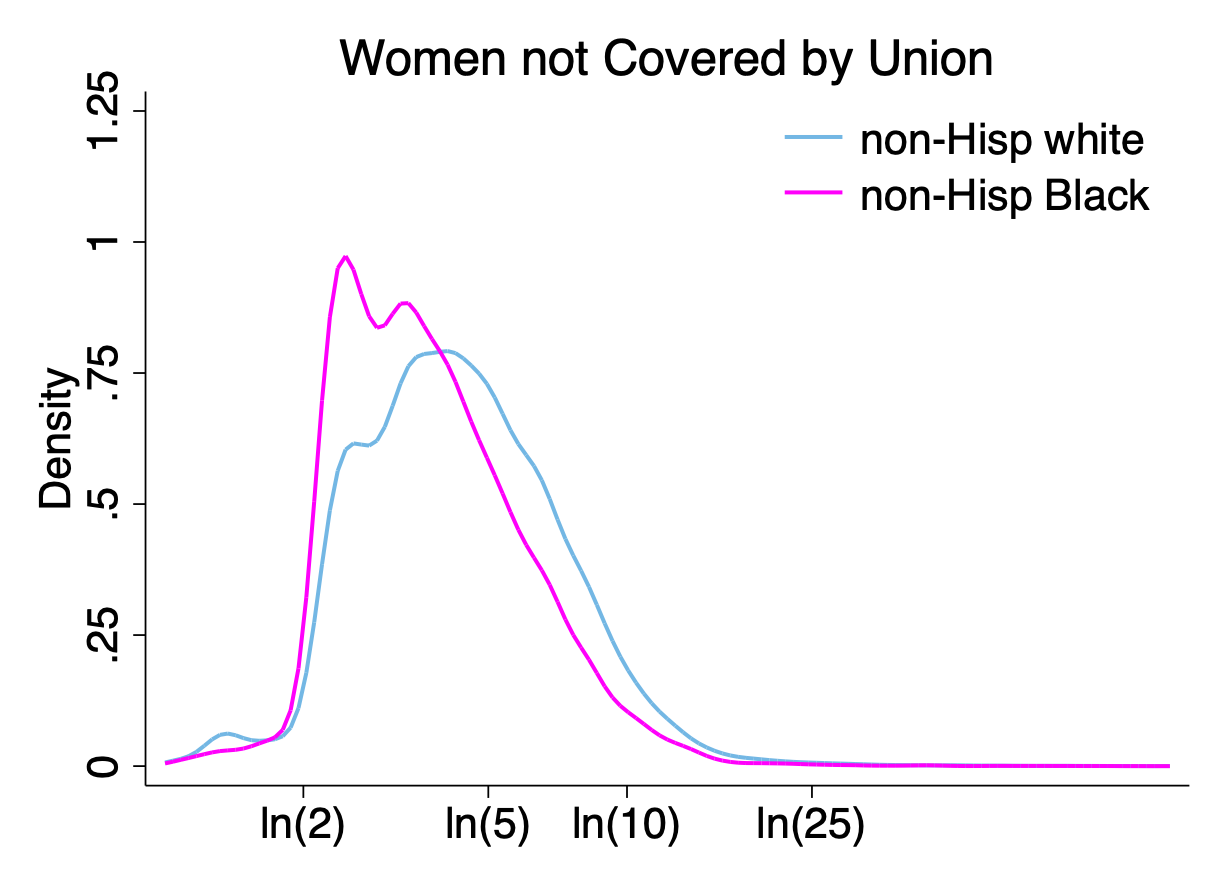 Women not Covered by Union
non-Hisp white
non-Hisp Black
Density
1.25
1
.75
.5
.25
0
ln(2)
ln(5)
ln(10)
ln(25)